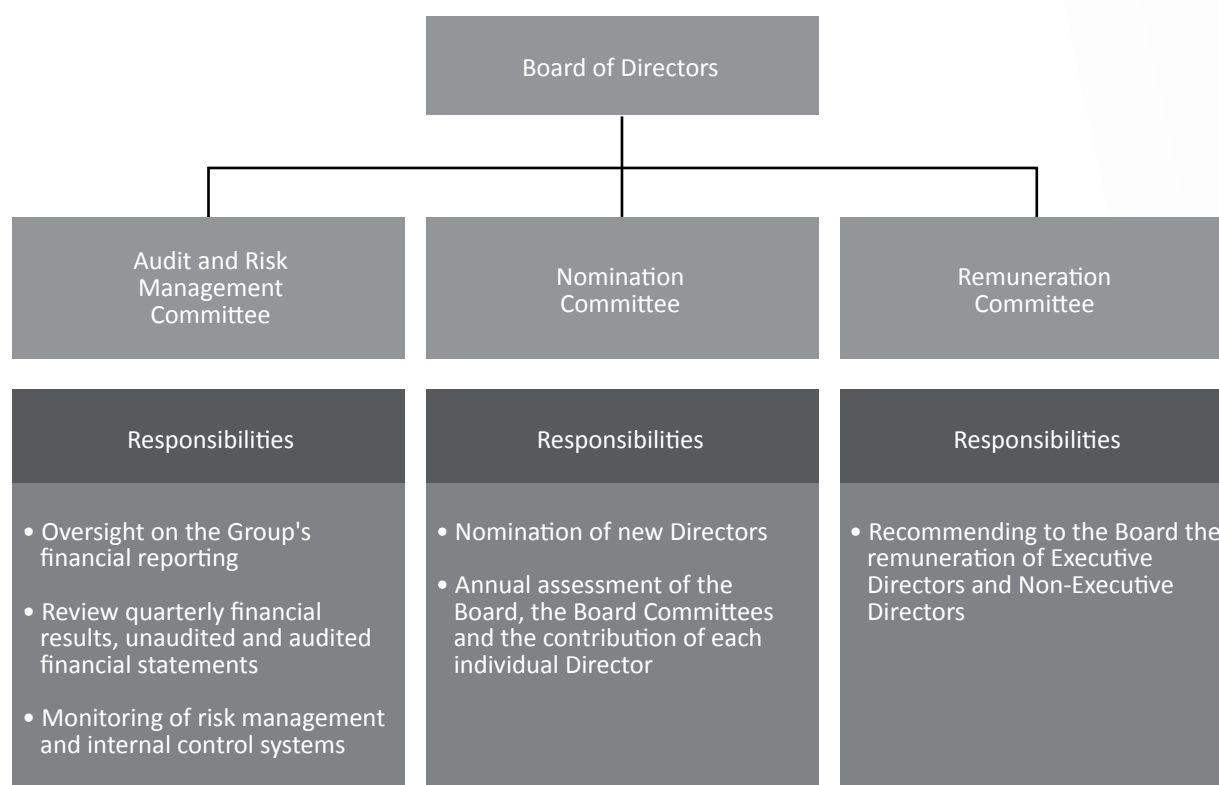 Board of Directors
Audit and Risk
Management
Committee
Nomination
Committee
Remuneration
Committee
Responsibilities
• Oversight on the Group's
financial reporting
• Review quarterly financial
results, unaudited and audited
financial statements
• Monitoring of risk management
and internal control systems
Responsibilities
• Nomination of new Directors
• Annual assessment of the
Board, the Board Committees
and the contribution of each
individual Director
Responsibilities
• Recommending to the Board the
remuneration of Executive
Directors and Non-Executive
Directors